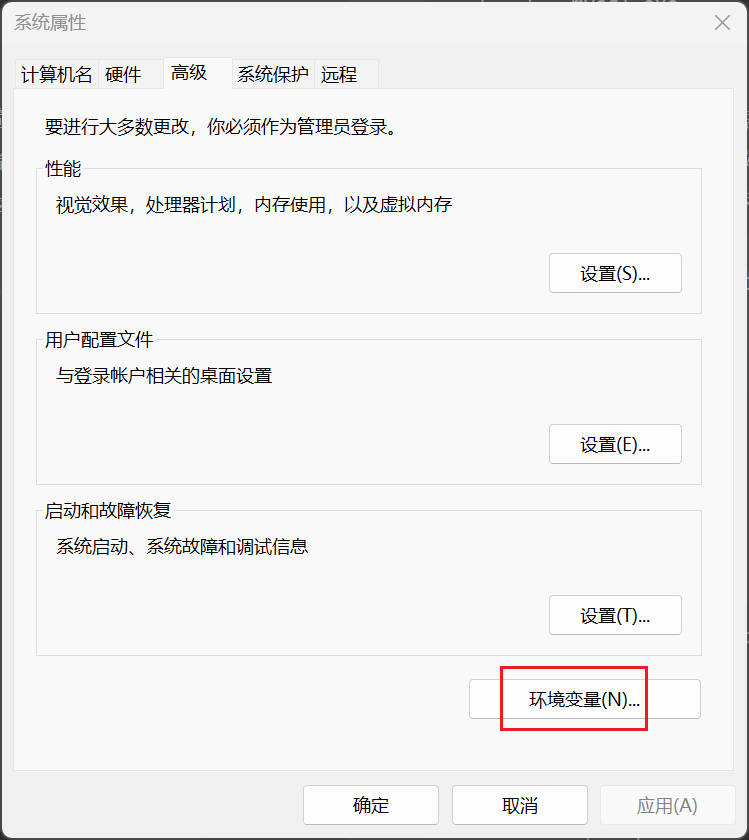 系统属性
计算机名 硬件 高级 系统保护 远程
要进行大多数更改，你必须作为管理员登录。
性能
视觉效果，处理器计划，内存使用，以及虚拟内存
设置(S)...
用户配置文件
与登录帐户相关的桌面设置
设置(E)...
启动和故障恢复
系统启动、系统故障和调试信息
设置(T)...
环境变量(N)...
确定 取消 应用(A)